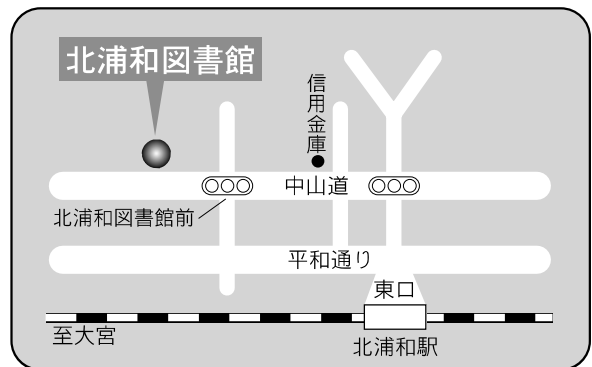 北浦和図書館
信用金庫
中山道
北浦和図書館前
平和通り
東口
至大宮
北浦和駅